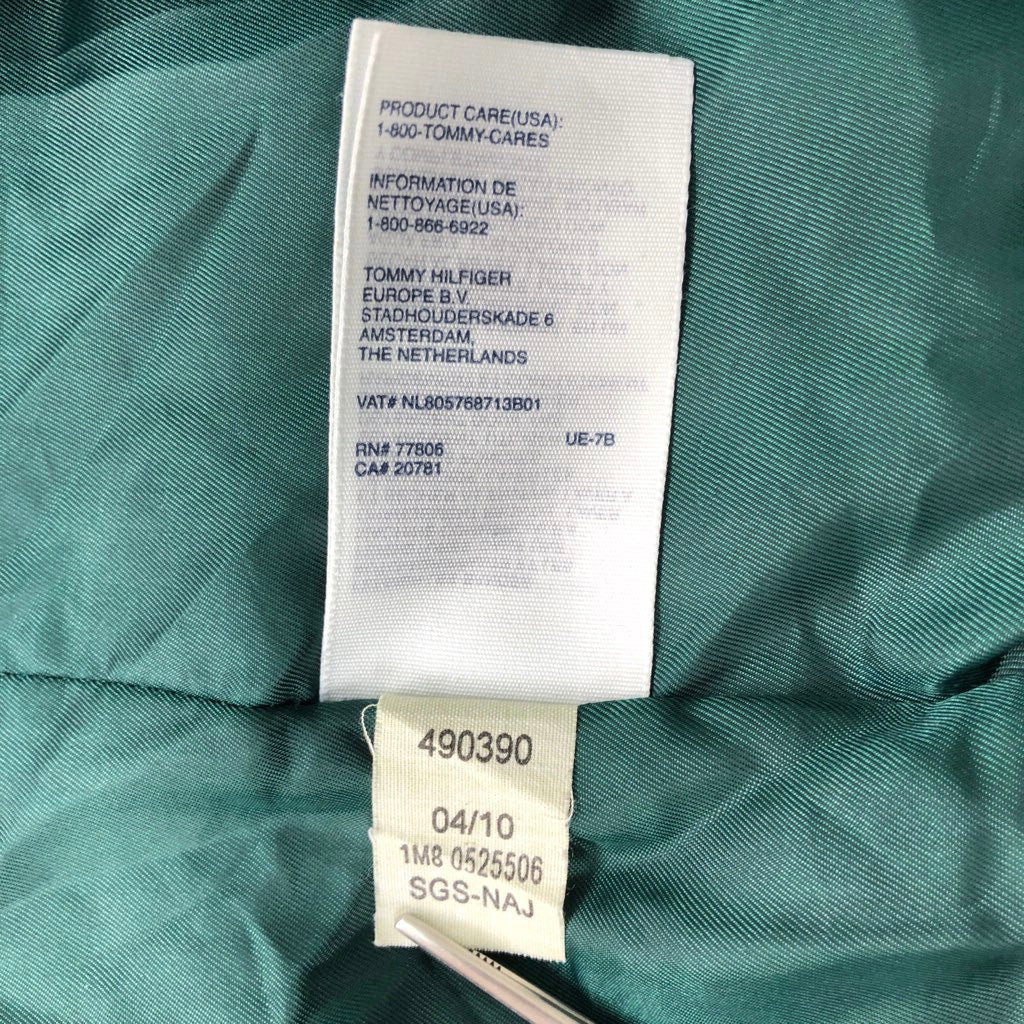 PRODUCT CARE(USA):
1-800-TOMMY-CARES
INFORMATION DE
NETTOYAGE(USA):
1-800-866-6922
TOMMY HILFIGER
EUROPE B.V.
STADHOUDERSKADE 6
AMSTERDAM,
THE NETHERLANDS
VAT# NL805768713B01
UE-7B
RN# 77806
CA# 20781
490390
04/10
1M8 0525506
SGS-NAJ